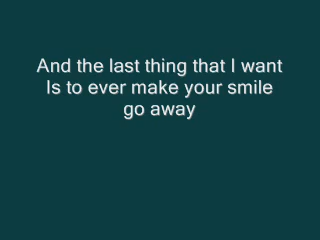 And the last thing that I want
Is to ever make your smile
go away